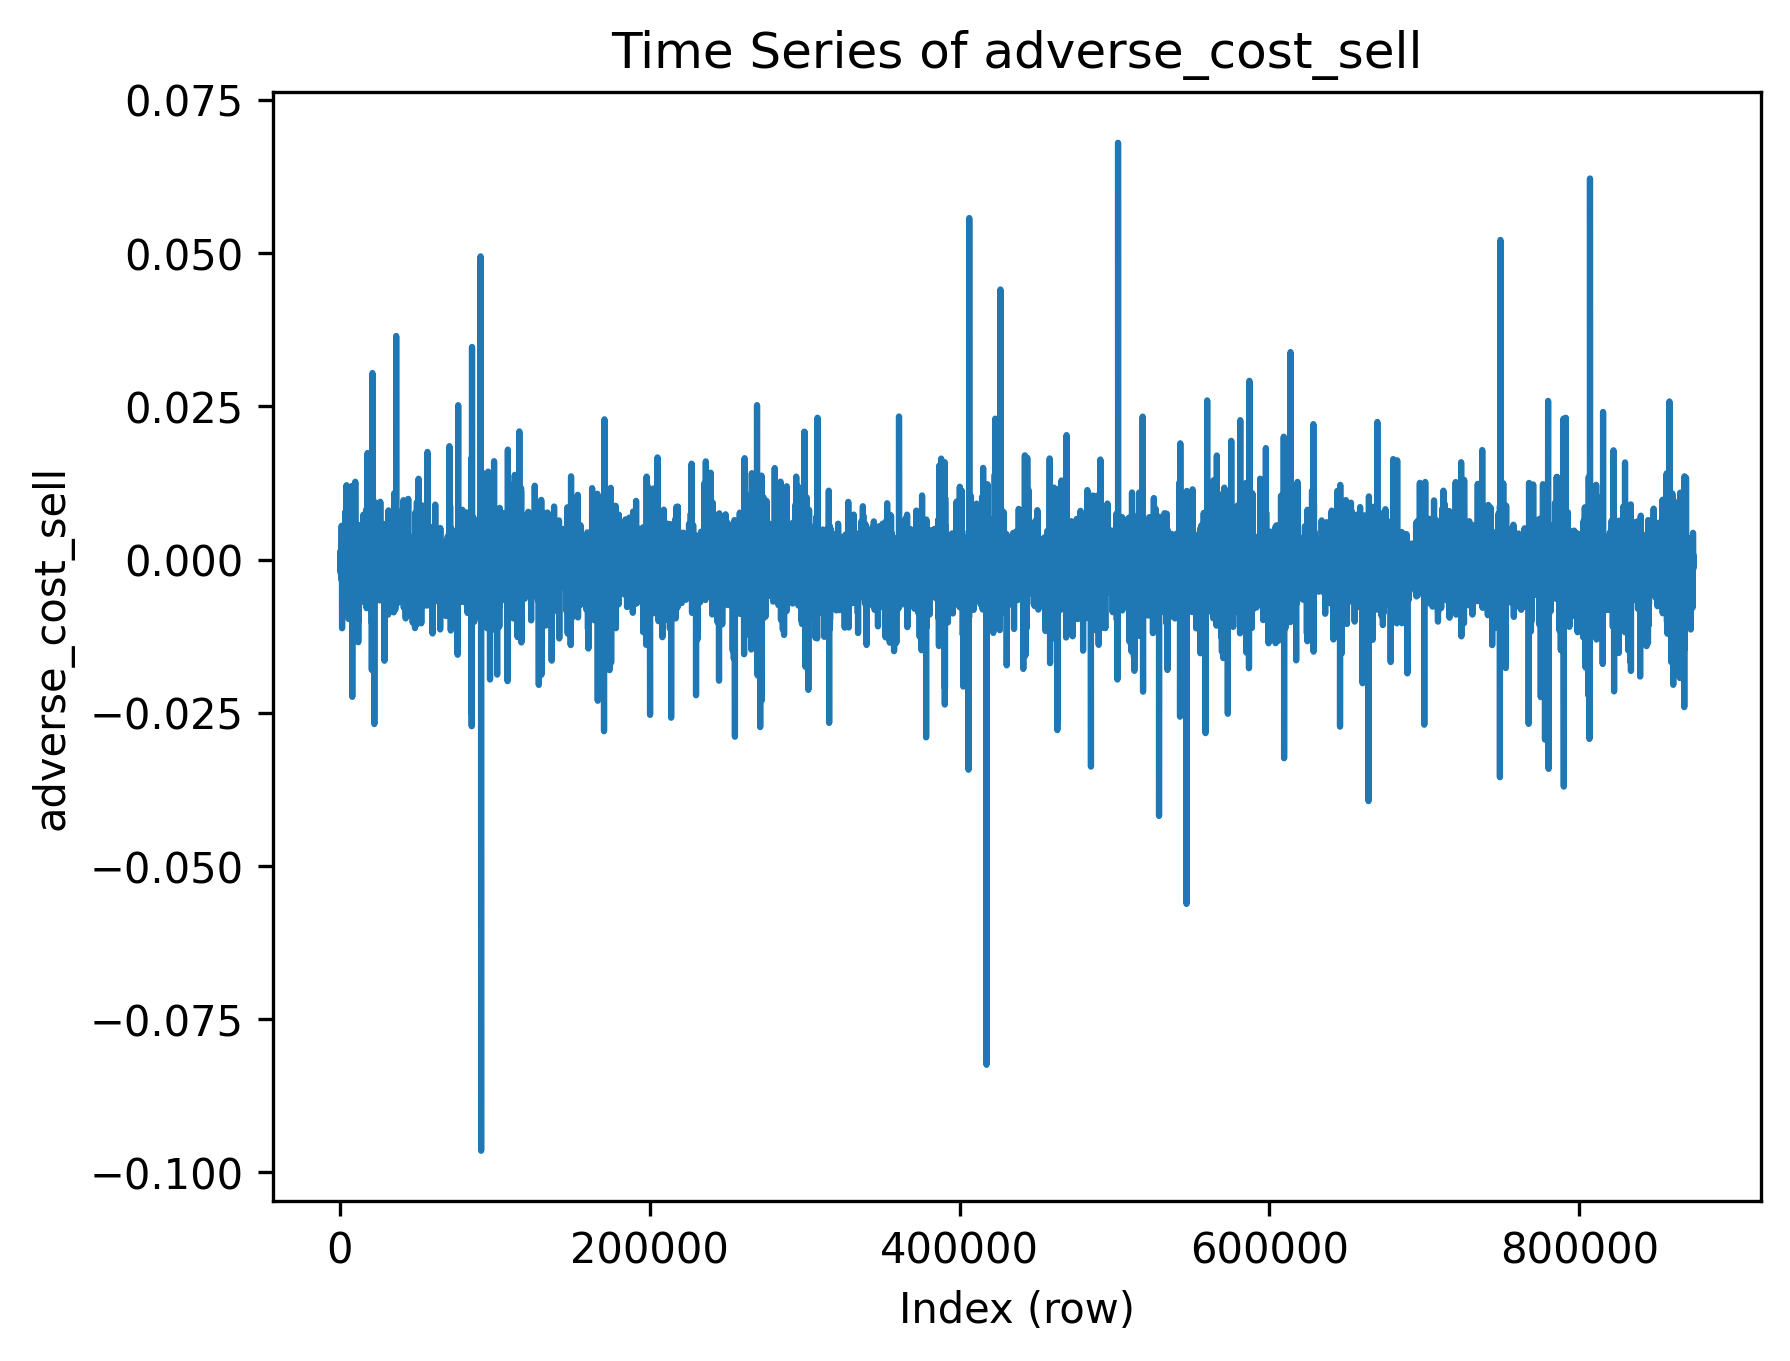 Time Series of adverse_cost_sell
adverse_cost_sell
0.075
0.050
0.025
0.000
−0.025
−0.050
−0.075
−0.100
0 200000 400000 600000 800000
Index (row)